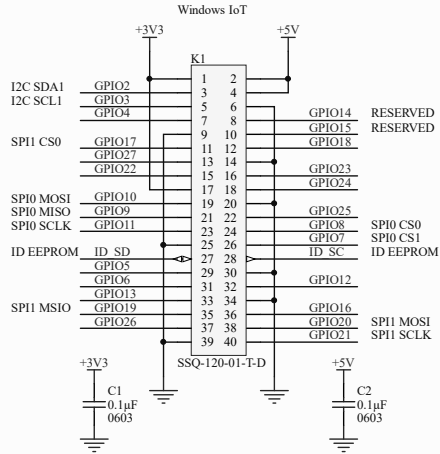 Windows IoT
+3V3 +5V
K1
1 2
I2C SDA1 GPIO2 3 4
I2C SCL1 GPIO3 5 6
GPIO4 7 8 GPIO14 RESERVED
9 10 GPIO15 RESERVED
SPI1 CS0 GPIO17 11 12 GPIO18
GPIO27 13 14
GPIO22 15 16 GPIO23
17 18 GPIO24
SPI0 MOSI GPIO10 19 20
SPI0 MISO GPIO9 21 22 GPIO25
SPI0 SCLK GPIO11 23 24 GPIO8 SPI0 CS0
25 26 GPIO7 SPI0 CS1
ID EEPROM ID_SD 27 28 ID_SC ID EEPROM
GPIO5 29 30
GPIO6 31 32 GPIO12
GPIO13 33 34
SPI1 MSIO GPIO19 35 36 GPIO16
GPIO26 37 38 GPIO20 SPI1 MOSI
39 40 GPIO21 SPI1 SCLK
SSQ-120-01-T-D
+3V3 +5V
C1 C2
0.1µF 0.1µF
0603 0603